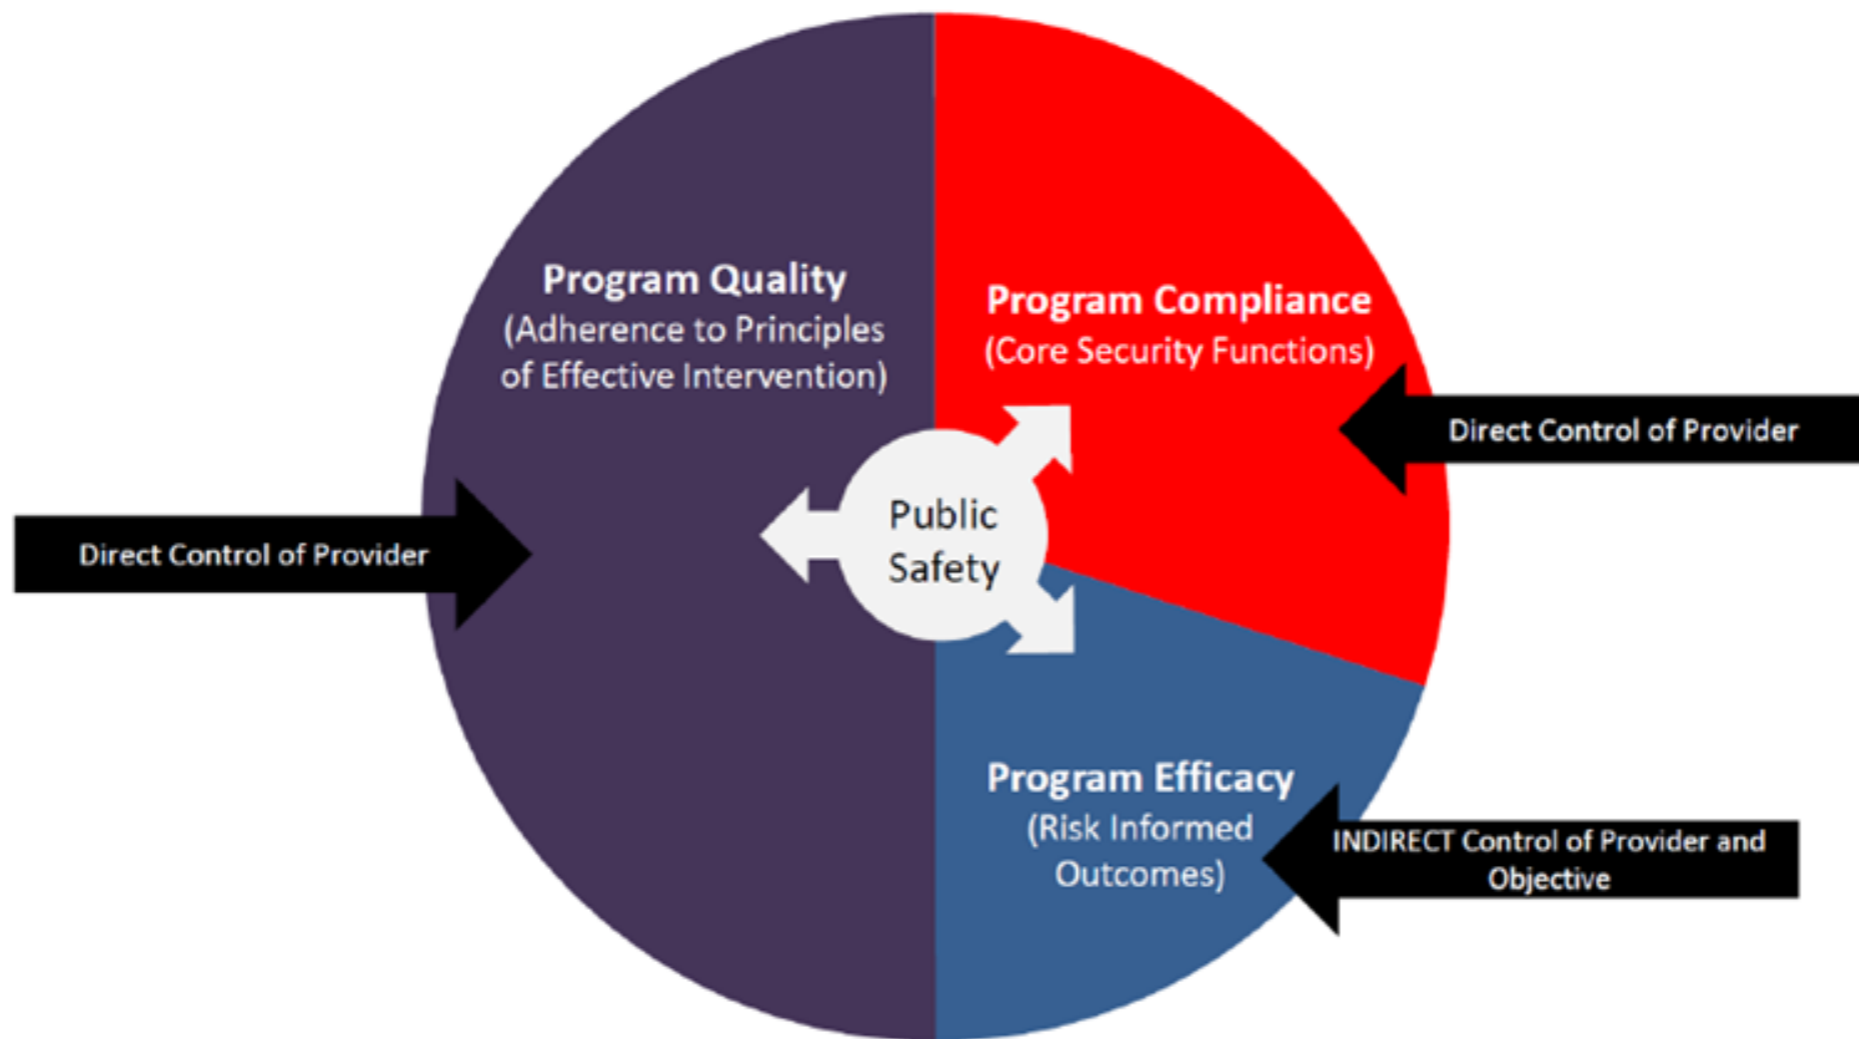 Program Quality
(Adherence to Principles
of Effective Intervention)
Program Compliance
(Core Security Functions)
Direct Control of Provider
Public
Safety
Direct Control of Provider
Program Efficacy
(Risk Informed
Outcomes)
INDIRECT Control of Provider and
Objective